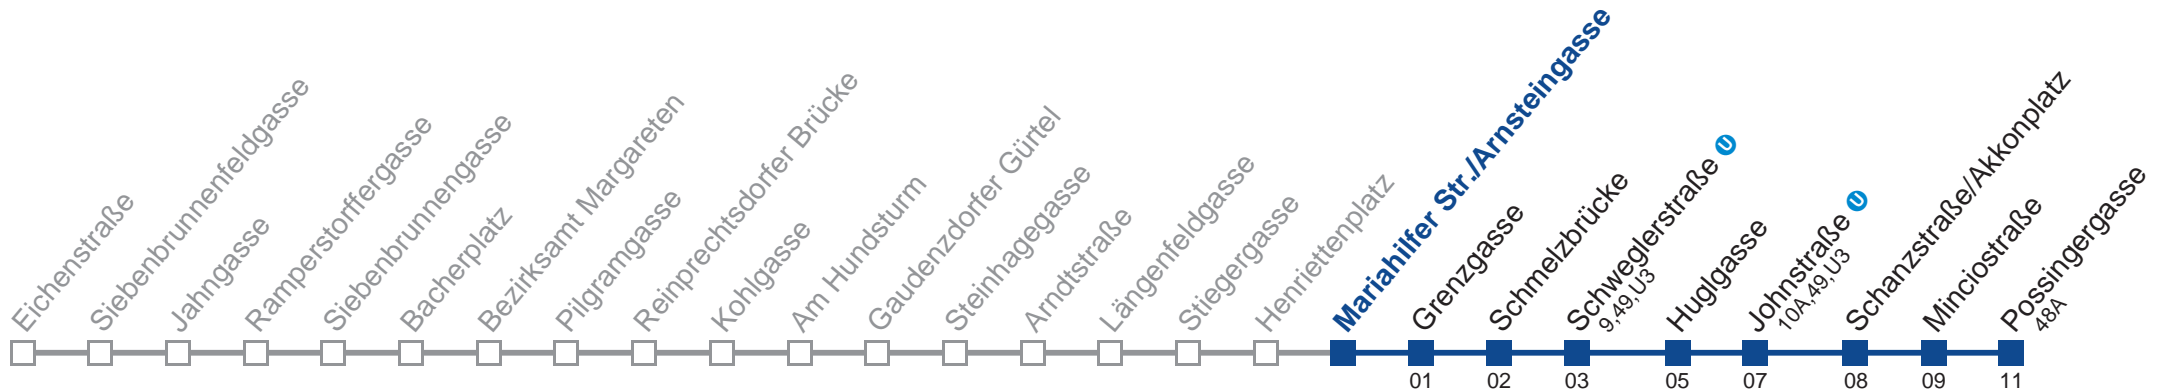 Eichenstraße
Siebenbrunnenfeldgasse
Jahngasse
Ramperstorffergasse
Siebenbrunnengasse
Bacherplatz
Bezirksamt Margareten
Pilgramgasse
Reinprechtsdorfer Brücke
Kohlgasse
Am Hundsturm
Gaudenzdorfer Gürtel
Steinhagegasse
Arndtstraße
Längenfeldgasse
Stiegergasse
Henriettenplatz
Mariahilfer Str./Arnsteingasse
Grenzgasse
01
Schmelzbrücke
02
Schweglerstraße U
9,49,U3
03
Huglgasse
05
Johnstraße U
10A,49,U3
07
Schanzstraße/Akkonplatz
08
Minciostraße
09
Possingergasse
48A
11